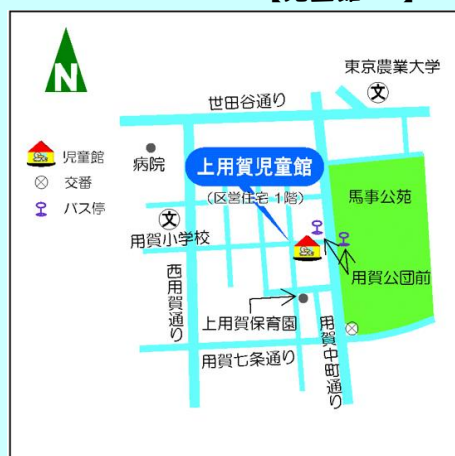 東京農業大学
文
世田谷通り
N
児童館
交番
バス停
病院
上用賀児童館
(区営住宅 1階)
馬事公苑
文
用賀小学校
用賀公団前
西用賀通り
上用賀保育園
用賀中町通り
用賀七条通り